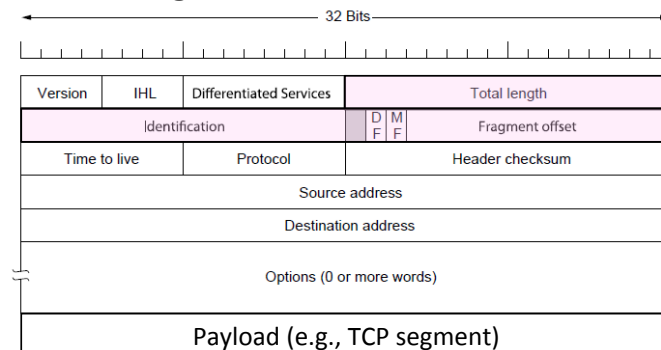 32 Bits
Version IHL Differentiated Services Total length
Identification D F M F Fragment offset
Time to live Protocol Header checksum
Source address
Destination address
Options (0 or more words)
Payload (e.g., TCP segment)